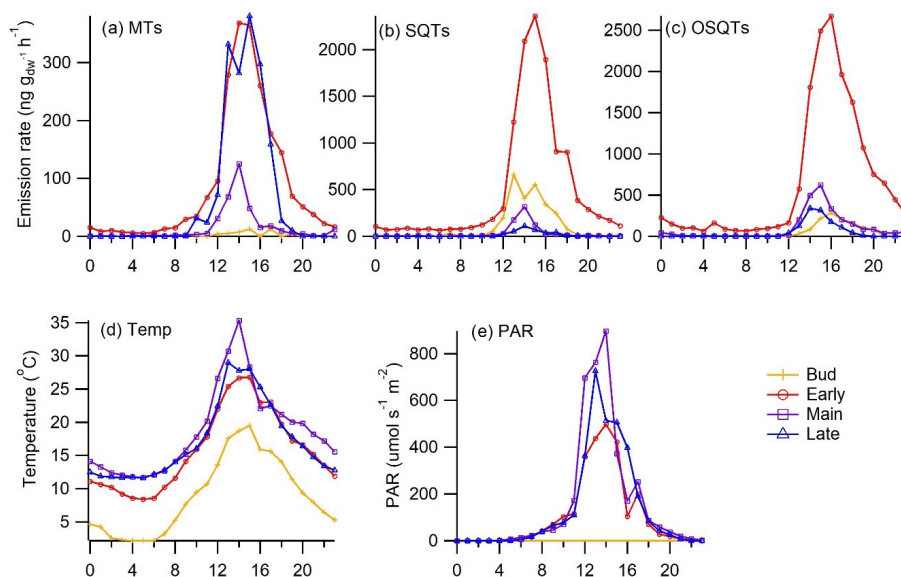 (a) MTs
(b) SQTs
(c) OSQTs
Emission rate (ng g_dw⁻¹ h⁻¹)
300
200
100
0
2000
1500
1000
500
0
2500
2000
1500
1000
500
0
0 4 8 12 16 20
0 4 8 12 16 20
0 4 8 12 16 20
(d) Temp
(e) PAR
Temperature (°C)
35
30
25
20
15
10
5
PAR (umol s⁻¹ m⁻²)
800
600
400
200
0
Bud
Early
Main
Late
0 4 8 12 16 20
0 4 8 12 16 20